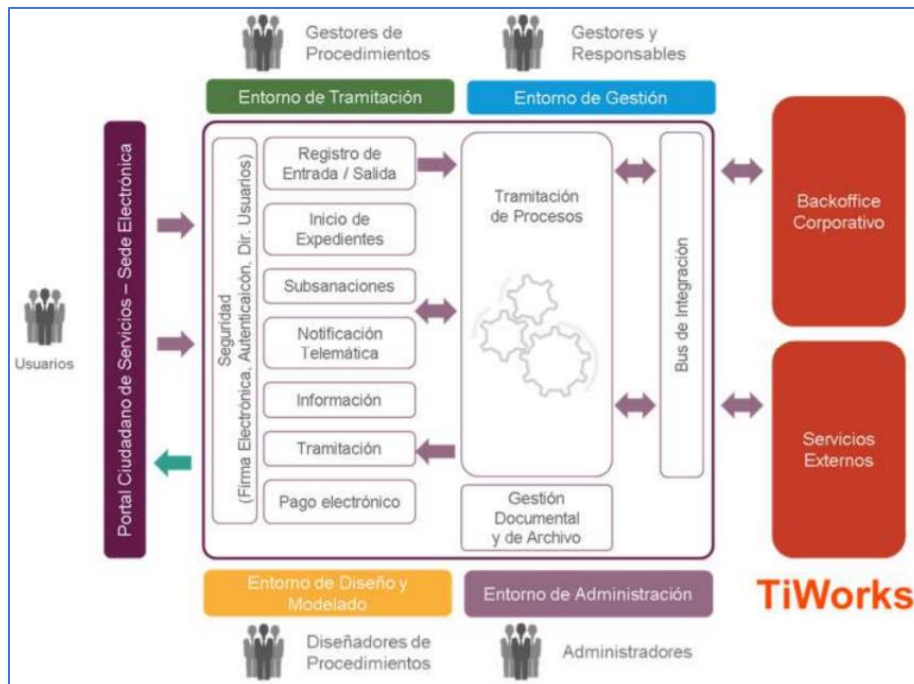 Gestores de
Procedimientos
Gestores y
Responsables
Entorno de Tramitación
Entorno de Gestión
Usuarios
Portal Ciudadano de Servicios – Sede Electrónica
Seguridad
(Firma Electrónica, Autenticaicón, Dir. Usuarios)
Registro de
Entrada / Salida
Inicio de
Expedientes
Subsanaciones
Notificación
Telemática
Información
Tramitación
Pago electrónico
Tramitación
de Procesos
Gestión
Documental
y de Archivo
Bus de Integración
Backoffice
Corporativo
Servicios
Externos
TiWorks
Entorno de Diseño y
Modelado
Entorno de Administración
Diseñadores de
Procedimientos
Administradores